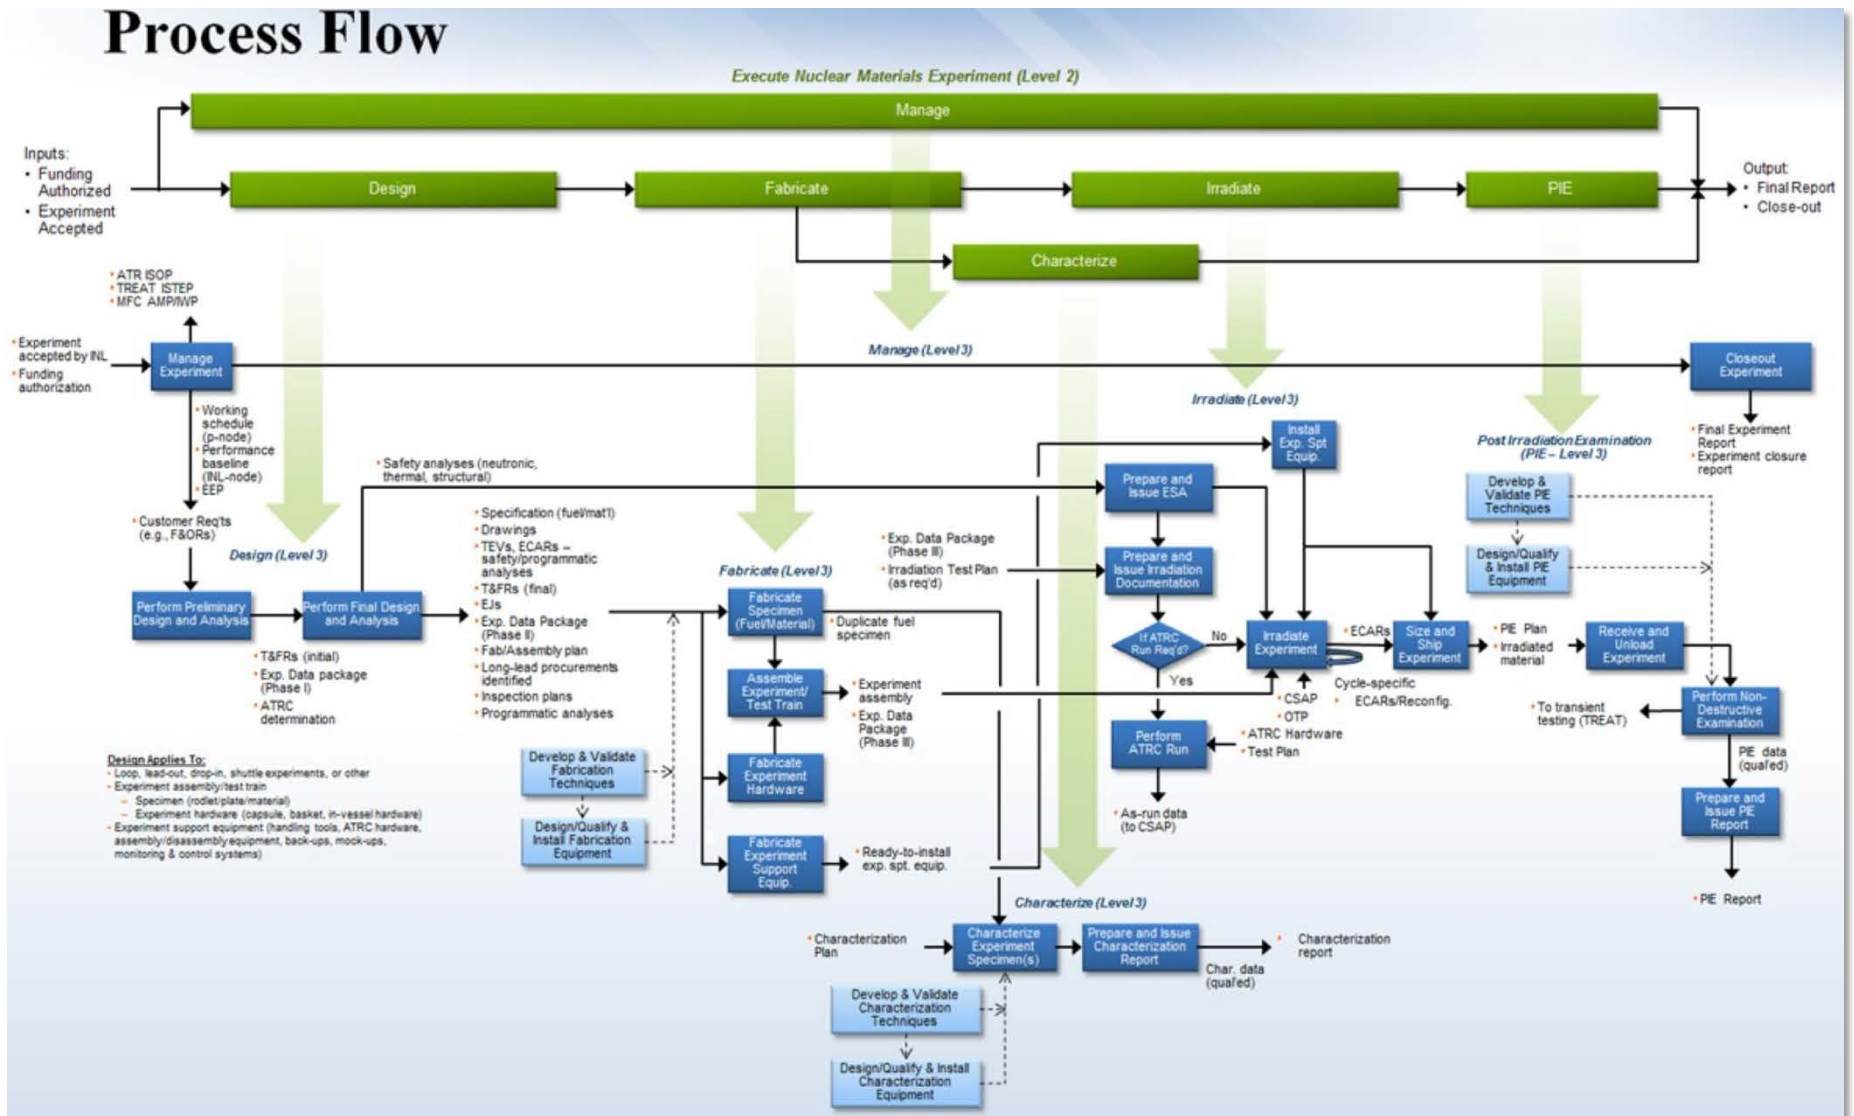 Process Flow
Execute Nuclear Materials Experiment (Level 2)
Manage
Inputs:
• Funding
Authorized
• Experiment
Accepted
Design
Fabricate
Irradiate
PIE
Output:
• Final Report
• Close-out
Characterize
• ATR ISOP
• TREAT ISTEP
• MFC AMP/IWP
• Experiment
accepted by INL
• Funding
authorization
Manage
Experiment
Manage (Level 3)
Closeout
Experiment
• Final Experiment
Report
• Experiment closure
report
• Working
schedule
(p-node)
• Performance
baseline
(INL-node)
• EEP
• Customer Req'ts
(e.g., F&ORs)
Design (Level 3)
Perform Preliminary
Design and Analysis
Perform Final Design
and Analysis
• T&FRs (initial)
• Exp. Data package
(Phase I)
• ATRC
determination
• Safety analyses (neutronic,
thermal, structural)
• Specification (fuel/mat'l)
• Drawings
• TEVs, ECARs –
safety/programmatic
analyses
• T&FRs (final)
• EJs
• Exp. Data Package
(Phase II)
• Fab/Assembly plan
• Long-lead procurements
identified
• Inspection plans
• Programmatic analyses
Design Applies To:
• Loop, lead-out, drop-in, shuttle experiments, or other
• Experiment assembly/test train
– Specimen (rodlet/plate/material)
– Experiment hardware (capsule, basket, in-vessel hardware)
• Experiment support equipment (handling tools, ATRC hardware,
assembly/disassembly equipment, back-ups, mock-ups,
monitoring & control systems)
Develop & Validate
Fabrication
Techniques
Design/Qualify &
Install Fabrication
Equipment
Fabricate (Level 3)
Fabricate
Specimen
(Fuel/Material)
• Duplicate fuel
specimen
Assemble
Experiment/
Test Train
• Experiment
assembly
• Exp. Data
Package
(Phase III)
Fabricate
Experiment
Hardware
Fabricate
Experiment
Support
Equip.
• Ready-to-install
exp. spt. equip.
Irradiate (Level 3)
Install
Exp. Spt
Equip.
Prepare and
Issue ESA
• Exp. Data Package
(Phase III)
• Irradiation Test Plan
(as req'd)
Prepare and
Issue Irradiation
Documentation
If ATRC
Run Req'd?
No
Yes
Irradiate
Experiment
• ECARs
Cycle-specific
• ECARs/Reconfig.
• CSAP
• OTP
Perform
ATRC Run
• ATRC Hardware
• Test Plan
• As-run data
(to CSAP)
Size and
Ship
Experiment
• PIE Plan
• Irradiated
material
Post Irradiation Examination
(PIE – Level 3)
Develop &
Validate PIE
Techniques
Design/Qualify
& Install PIE
Equipment
Receive and
Unload
Experiment
Perform Non-
Destructive
Examination
• To transient
testing (TREAT)
PIE data
(qual'ed)
Prepare and
Issue PIE
Report
• PIE Report
Characterize (Level 3)
• Characterization
Plan
Characterize
Experiment
Specimen(s)
Prepare and Issue
Characterization
Report
Char. data
(qual'ed)
• Characterization
report
Develop & Validate
Characterization
Techniques
Design/Qualify & Install
Characterization
Equipment